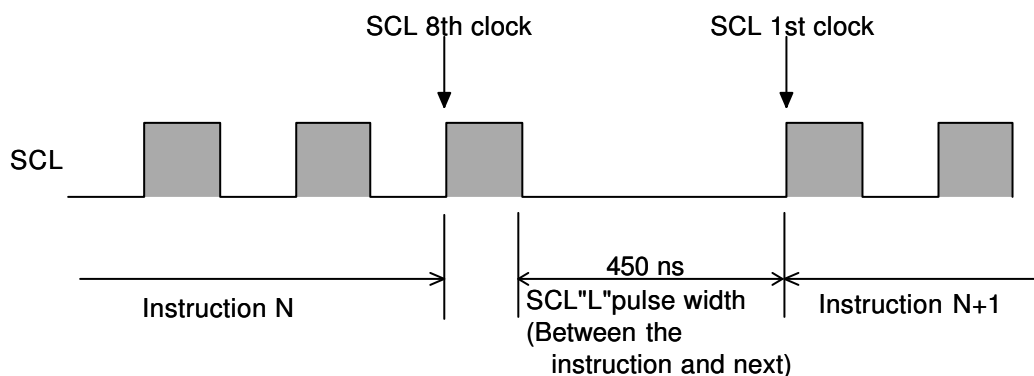 SCL 8th clock
SCL 1st clock
SCL
450 ns
Instruction N
SCL"L"pulse width
(Between the
instruction and next)
Instruction N+1